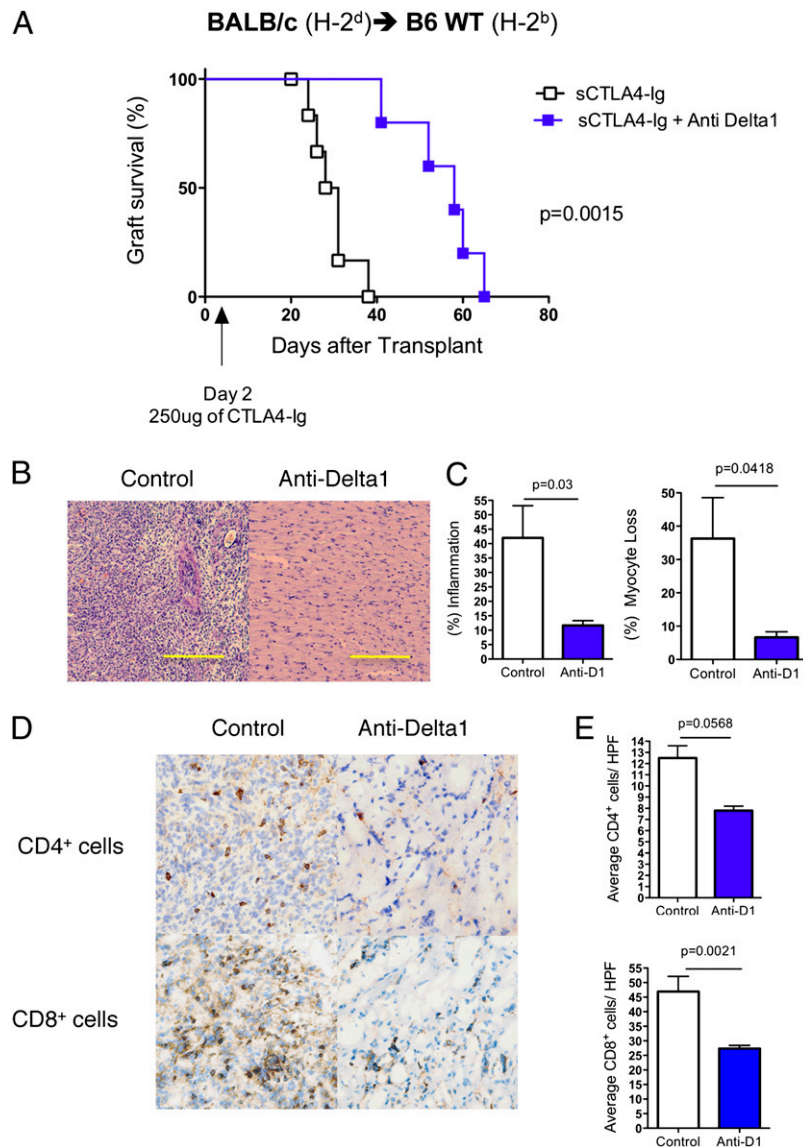 A
BALB/c (H-2ᵈ)➔ B6 WT (H-2ᵇ)
Graft survival (%)
100
50
0
0 20 40 60 80
Days after Transplant
sCTLA4-Ig
sCTLA4-Ig + Anti Delta1
p=0.0015
Day 2
250ug of CTLA4-Ig
B
Control Anti-Delta1
C
p=0.03
(%) Inflammation
55
50
45
40
35
30
25
20
15
10
5
0
Control Anti-D1
p=0.0418
(%) Myocyte Loss
50
40
30
20
10
0
Control Anti-D1
D
Control Anti-Delta1
CD4⁺ cells
CD8⁺ cells
E
p=0.0568
Average CD4⁺ cells/ HPF
14
13
12
11
10
9
8
7
6
5
4
3
2
1
0
Control Anti-D1
p=0.0021
Average CD8⁺ cells/ HPF
55
50
45
40
35
30
25
20
15
10
5
0
Control Anti-D1